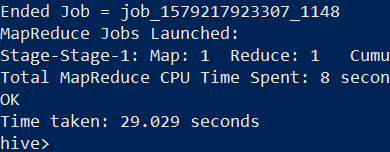 Ended Job = job_1579217923307_1148
MapReduce Jobs Launched:
Stage-Stage-1: Map: 1  Reduce: 1   Cumu
Total MapReduce CPU Time Spent: 8 secon
OK
Time taken: 29.029 seconds
hive>